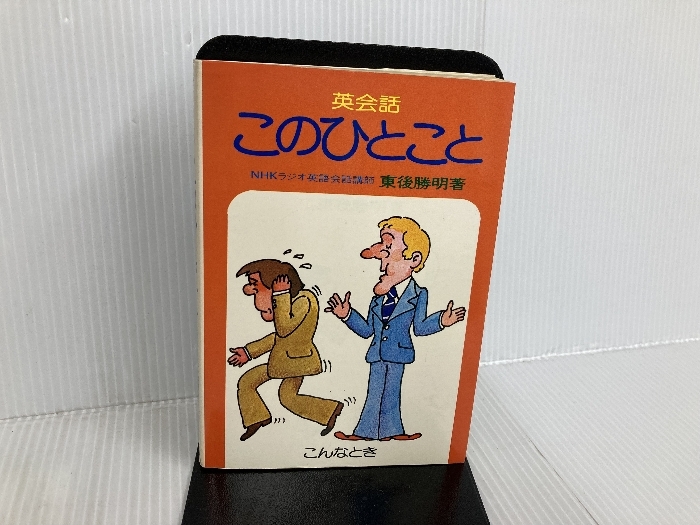 英会話
このひとこと
NHKラジオ英語会話講師 東後勝明著
こんなとき